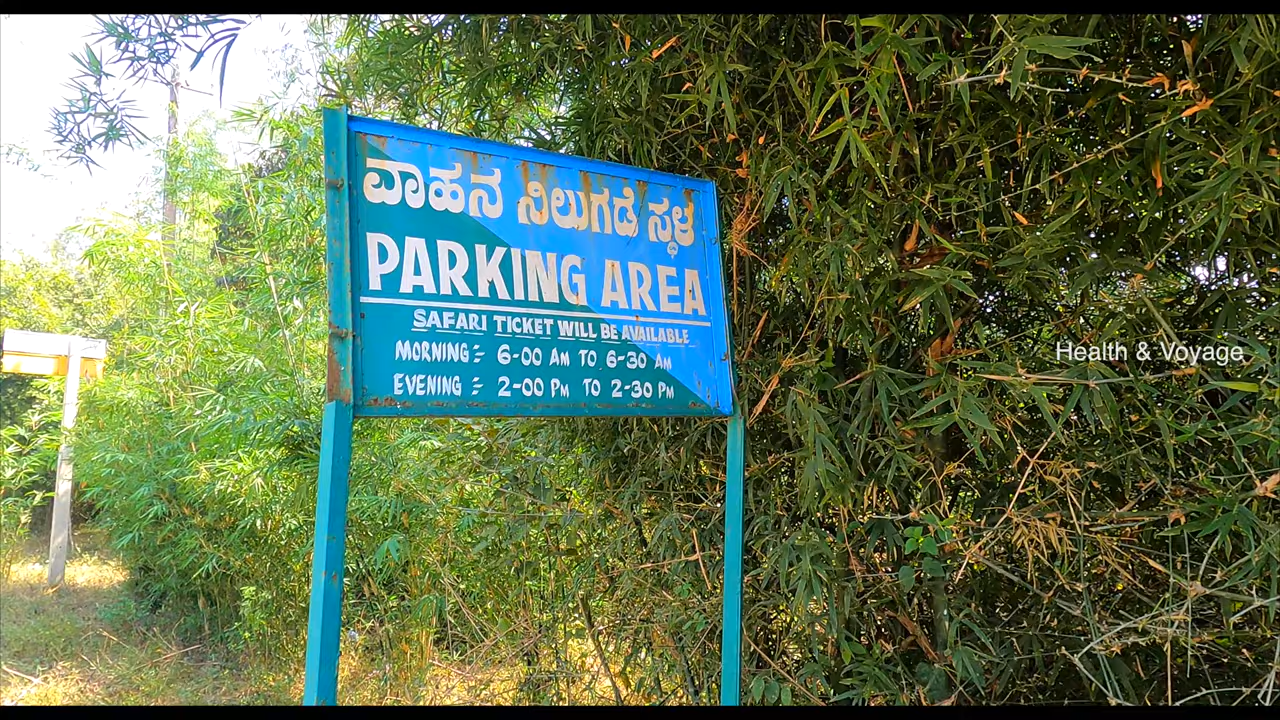 ವಾಹನ ನಿಲುಗಡೆ ಸ್ಥಳ
PARKING AREA
SAFARI TICKET WILL BE AVAILABLE
MORNING:- 6-00 AM TO 6-30 AM
EVENING :- 2-00 PM TO 2-30 PM
Health & Voyage